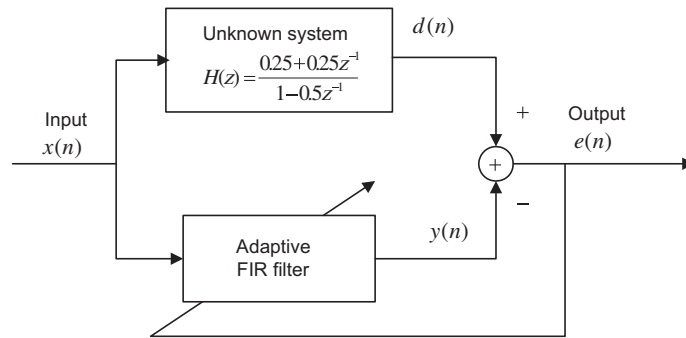 Unknown system
H(z) = 0.25+0.25z⁻¹ / 1−0.5z⁻¹
d(n)
+
Input
x(n)
+
Output
e(n)
−
Adaptive
FIR filter
y(n)